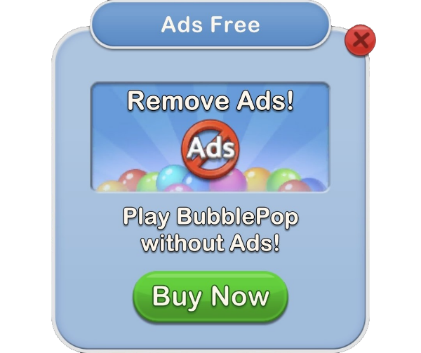 Ads Free
Remove Ads!
Ads
Play BubblePop
without Ads!
Buy Now